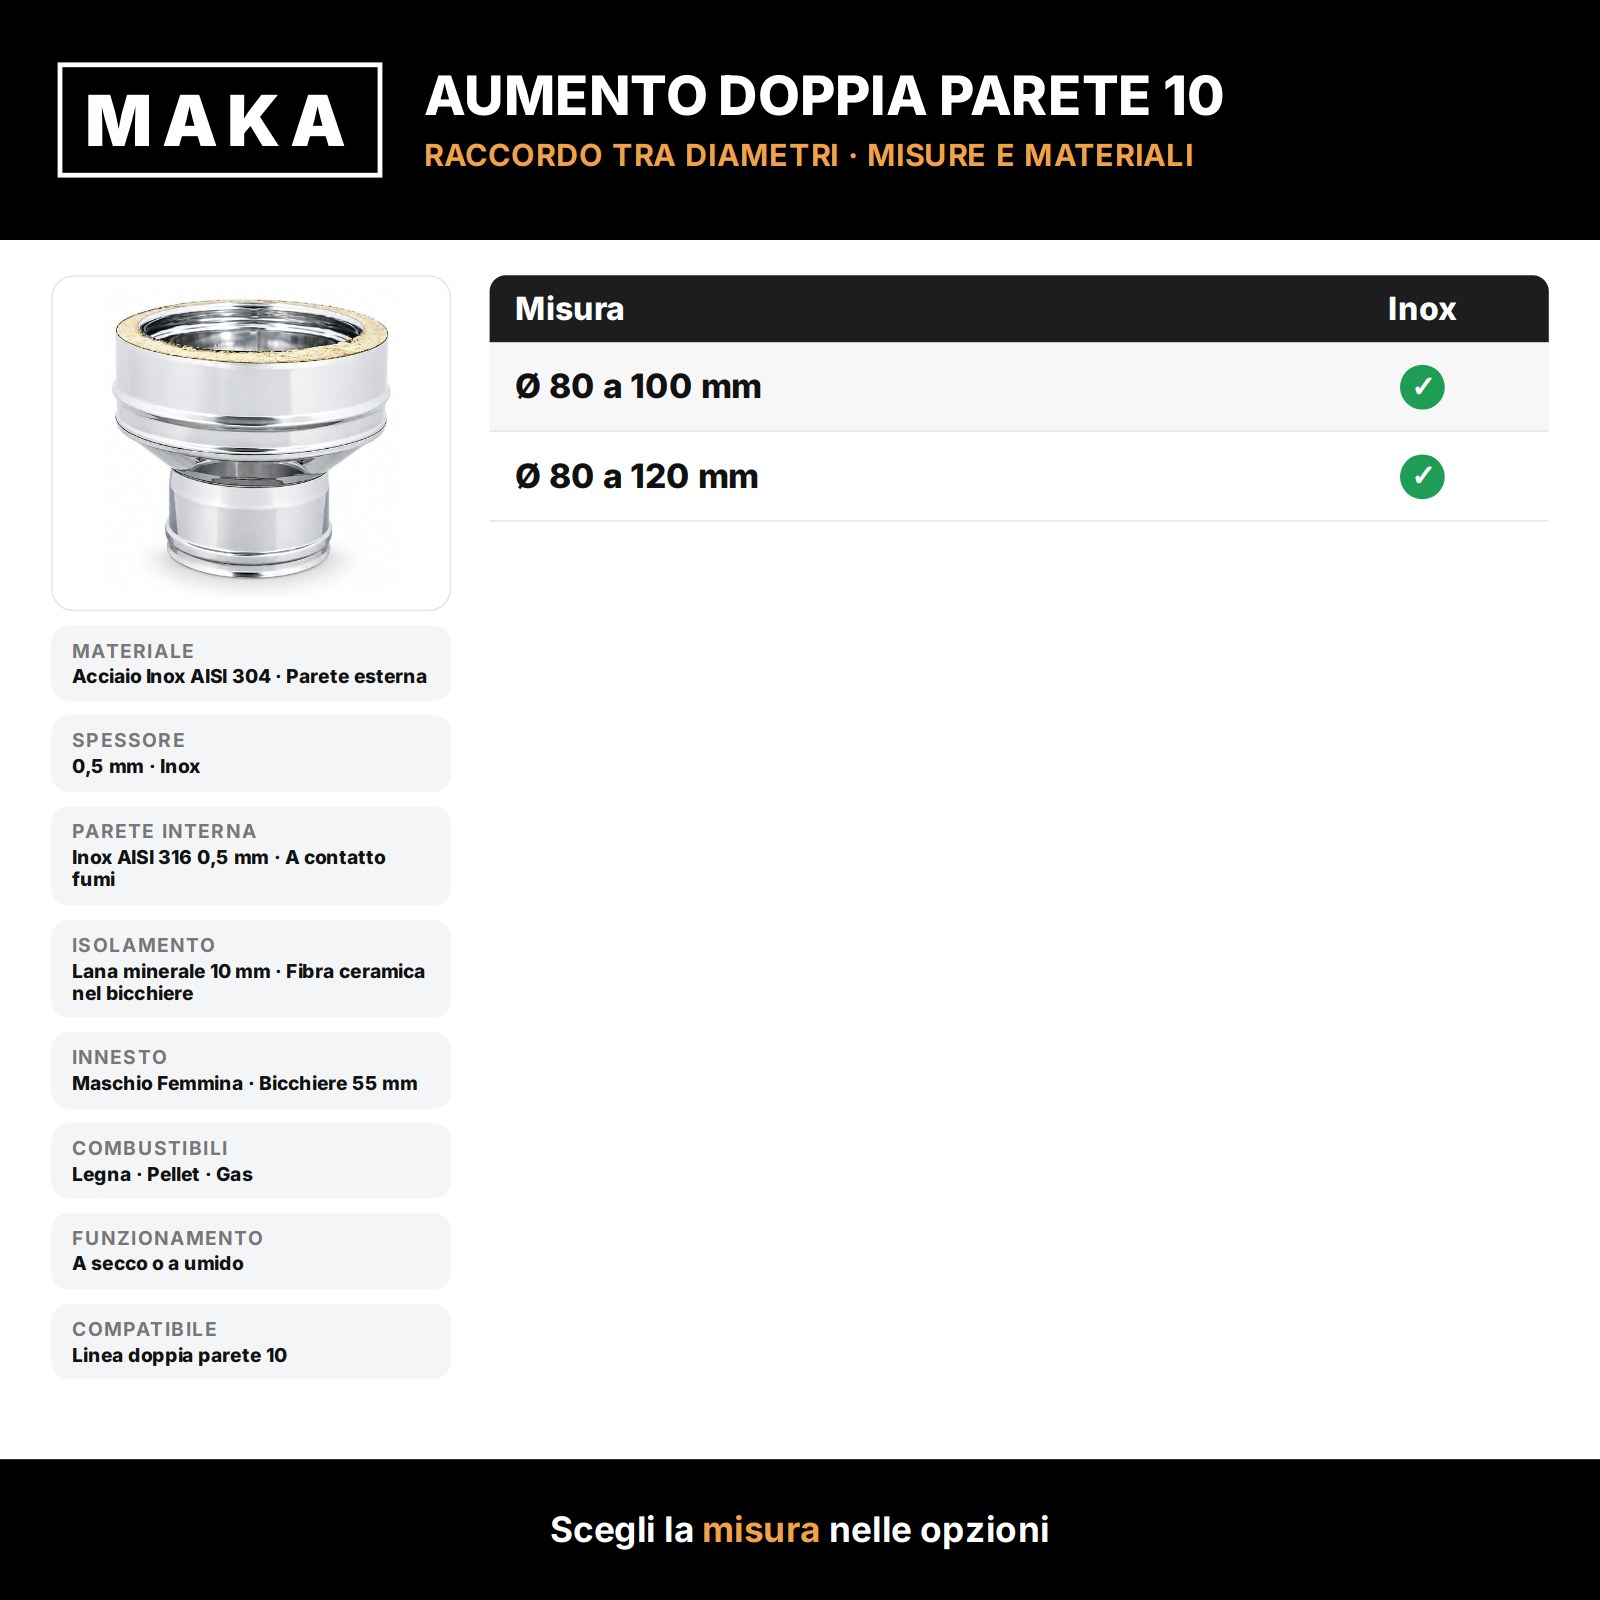 MAKA
AUMENTO DOPPIA PARETE 10
RACCORDO TRA DIAMETRI · MISURE E MATERIALI
Misura Inox
Ø 80 a 100 mm ✓
Ø 80 a 120 mm ✓
MATERIALE
Acciaio Inox AISI 304 · Parete esterna
SPESSORE
0,5 mm · Inox
PARETE INTERNA
Inox AISI 316 0,5 mm · A contatto
fumi
ISOLAMENTO
Lana minerale 10 mm · Fibra ceramica
nel bicchiere
INNESTO
Maschio Femmina · Bicchiere 55 mm
COMBUSTIBILI
Legna · Pellet · Gas
FUNZIONAMENTO
A secco o a umido
COMPATIBILE
Linea doppia parete 10
Scegli la misura nelle opzioni